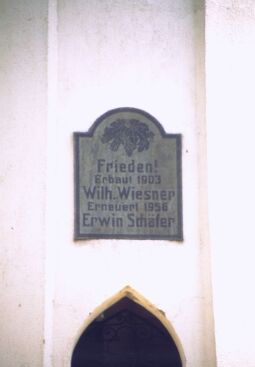 Frieden!
Erbaut 1903
Wilh. Wiesner
Erneuert 1956
Erwin Schäfer